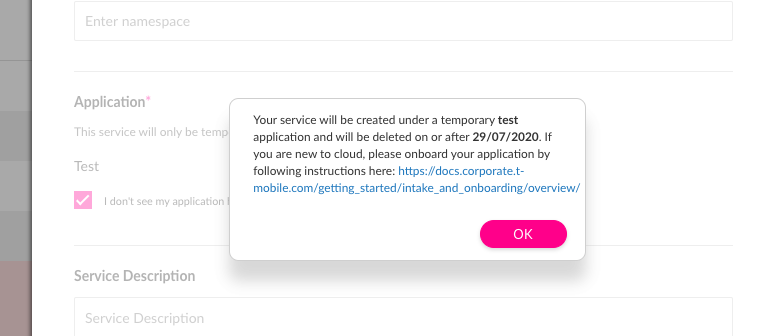 Enter namespace
Application*
This service will only be temp
Test
I don't see my application
Your service will be created under a temporary test
application and will be deleted on or after 29/07/2020. If
you are new to cloud, please onboard your application by
following instructions here: https://docs.corporate.t-
mobile.com/getting_started/intake_and_onboarding/overview/
OK
Service Description
Service Description